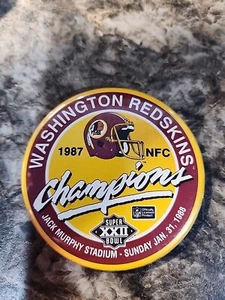 WASHINGTON REDSKINS
1987 NFC
Champions
SUPER
XXII
BOWL
JACK MURPHY STADIUM - SUNDAY JAN. 31, 1988